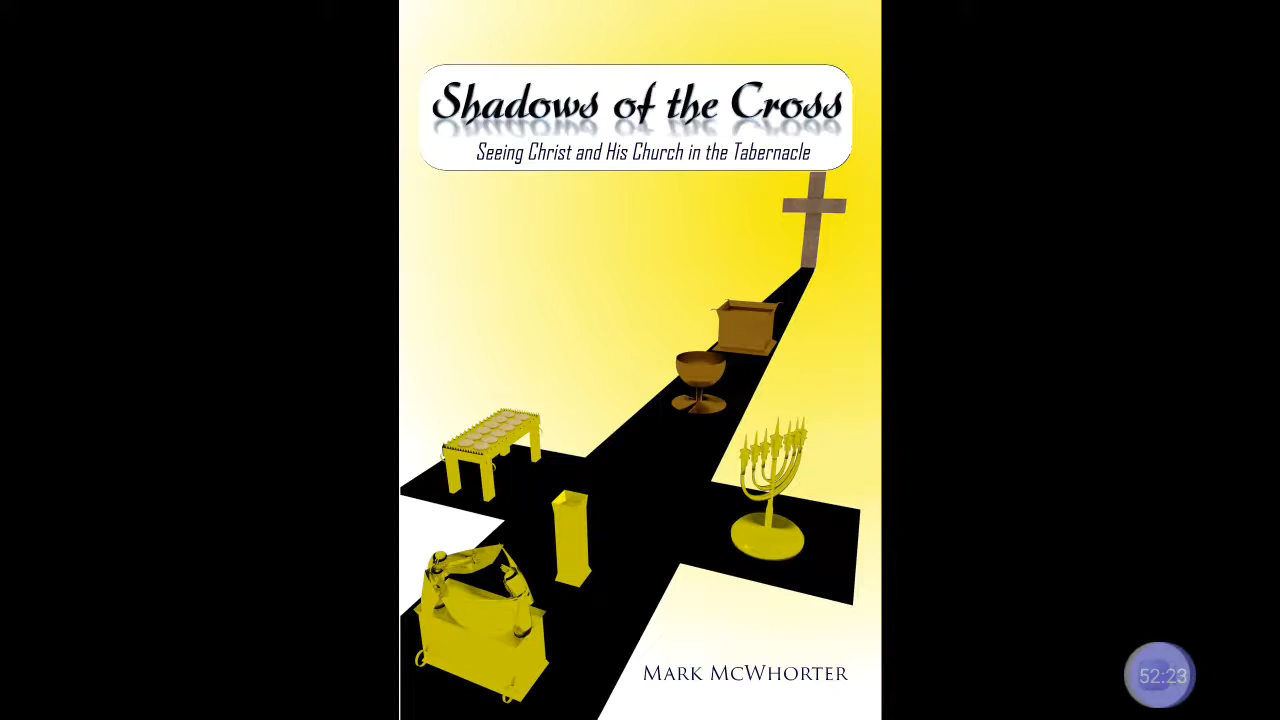 Shadows of the Cross
Seeing Christ and His Church in the Tabernacle
Mark McWhorter
52:23